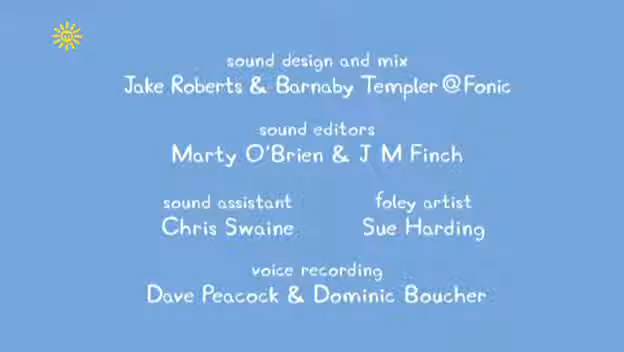 sound design and mix
Jake Roberts & Barnaby Templer @Fonic
sound editors
Marty O'Brien & J M Finch
sound assistant
Chris Swaine
foley artist
Sue Harding
voice recording
Dave Peacock & Dominic Boucher